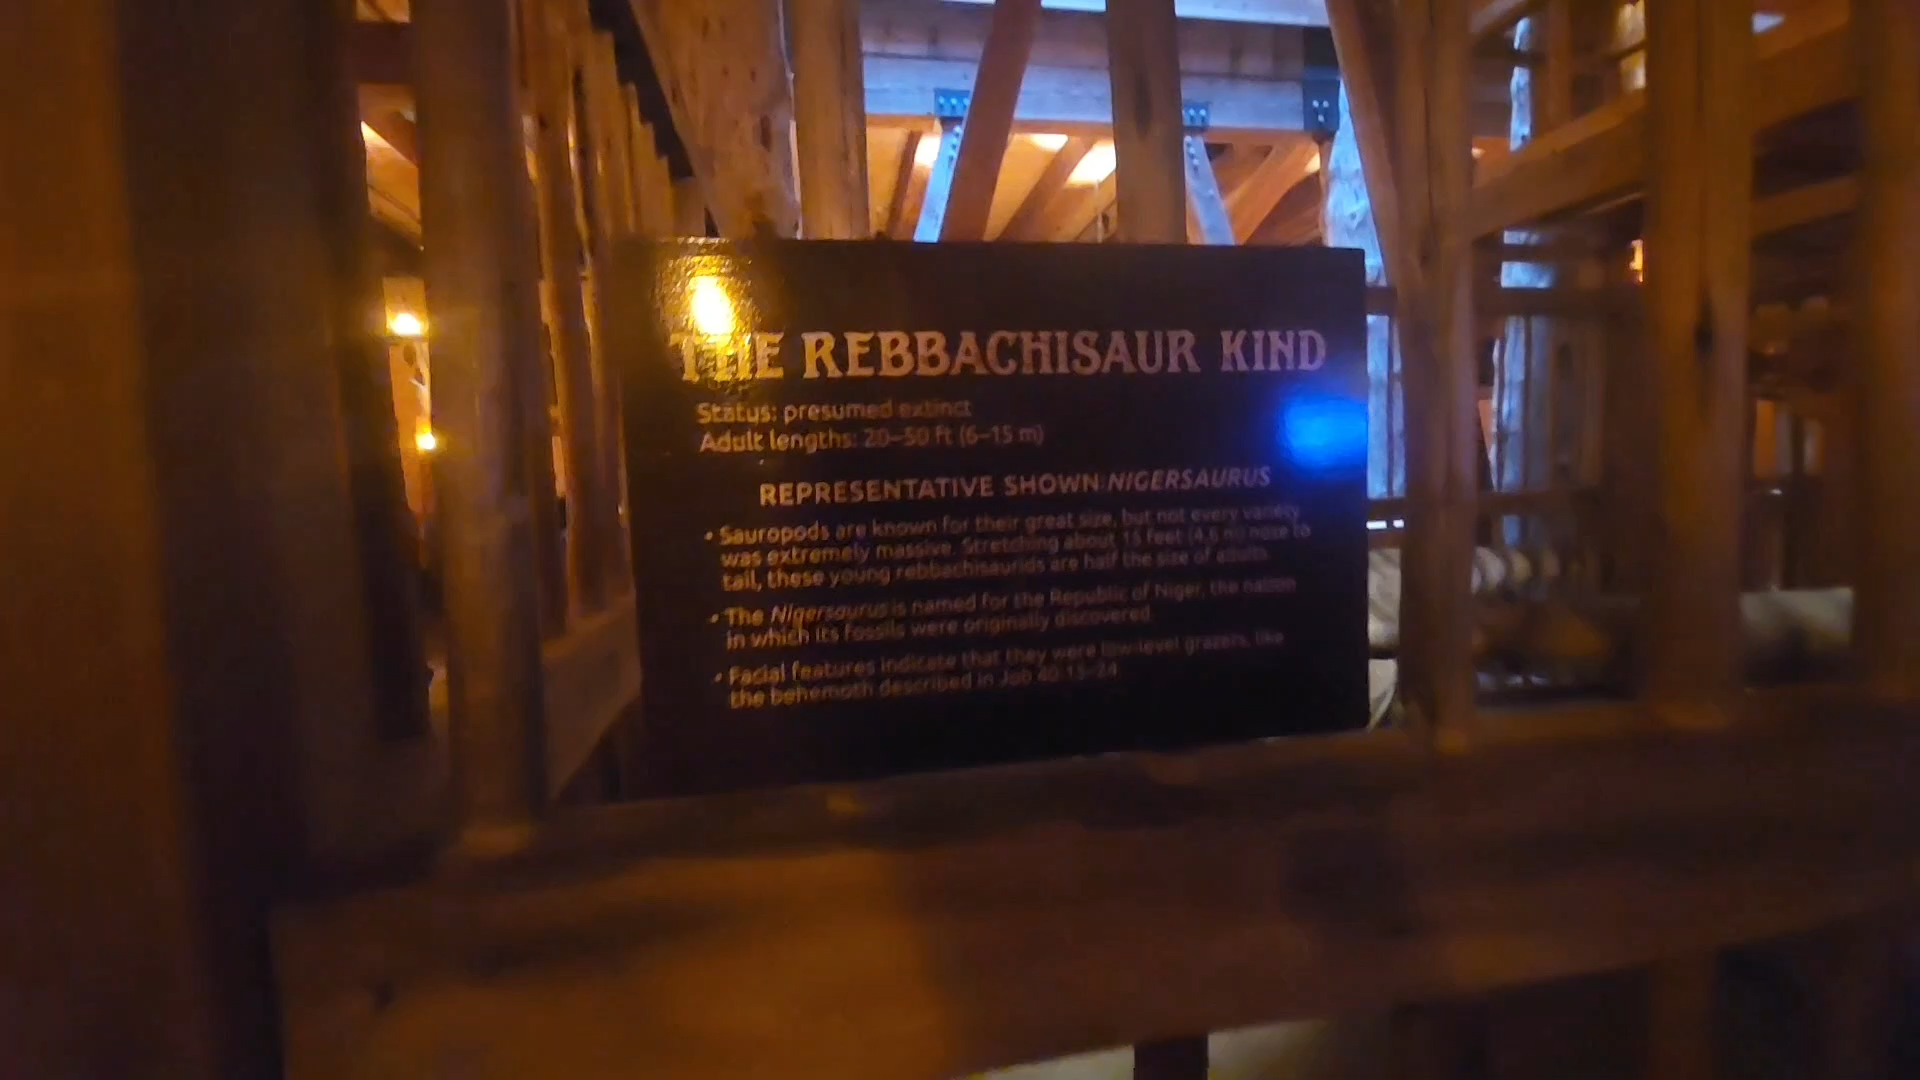 THE REBBACHISAUR KIND
Status: presumed extinct
Adult lengths: 20–50 ft (6–15 m)
REPRESENTATIVE SHOWN: NIGERSAURUS
• Sauropods are known for their great size, but not every variety
was extremely massive. Stretching about 15 feet (4.6 m) nose to
tail, these young rebbachisaurids are half the size of adults.
• The Nigersaurus is named for the Republic of Niger, the nation
in which its fossils were originally discovered.
• Facial features indicate that they were low-level grazers, like
the behemoth described in Job 40:15–24.